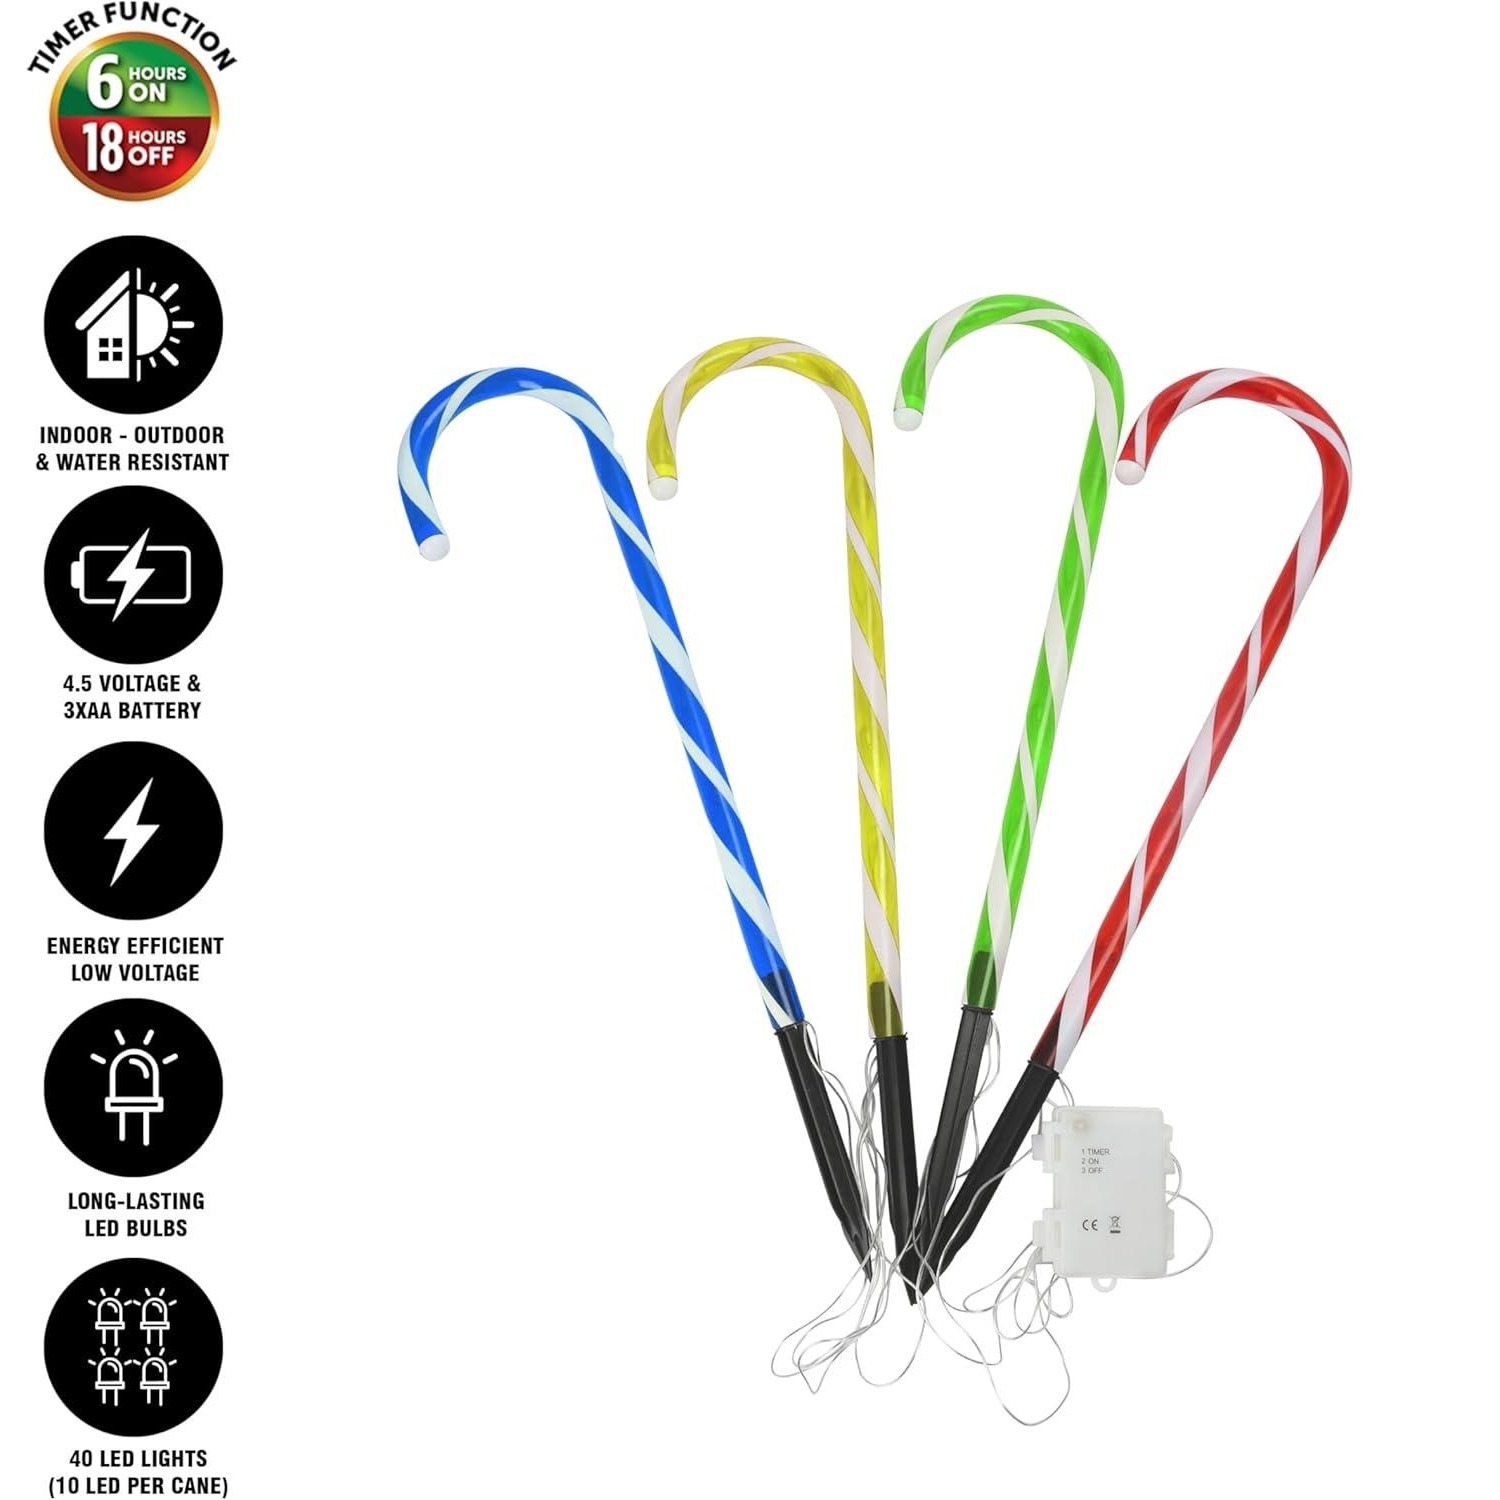 TIMER FUNCTION
6 HOURS ON
18 HOURS OFF
INDOOR - OUTDOOR
& WATER RESISTANT
4.5 VOLTAGE &
3XAA BATTERY
ENERGY EFFICIENT
LOW VOLTAGE
LONG-LASTING
LED BULBS
40 LED LIGHTS
(10 LED PER CANE)
1 TIMER
2 ON
3 OFF
CE